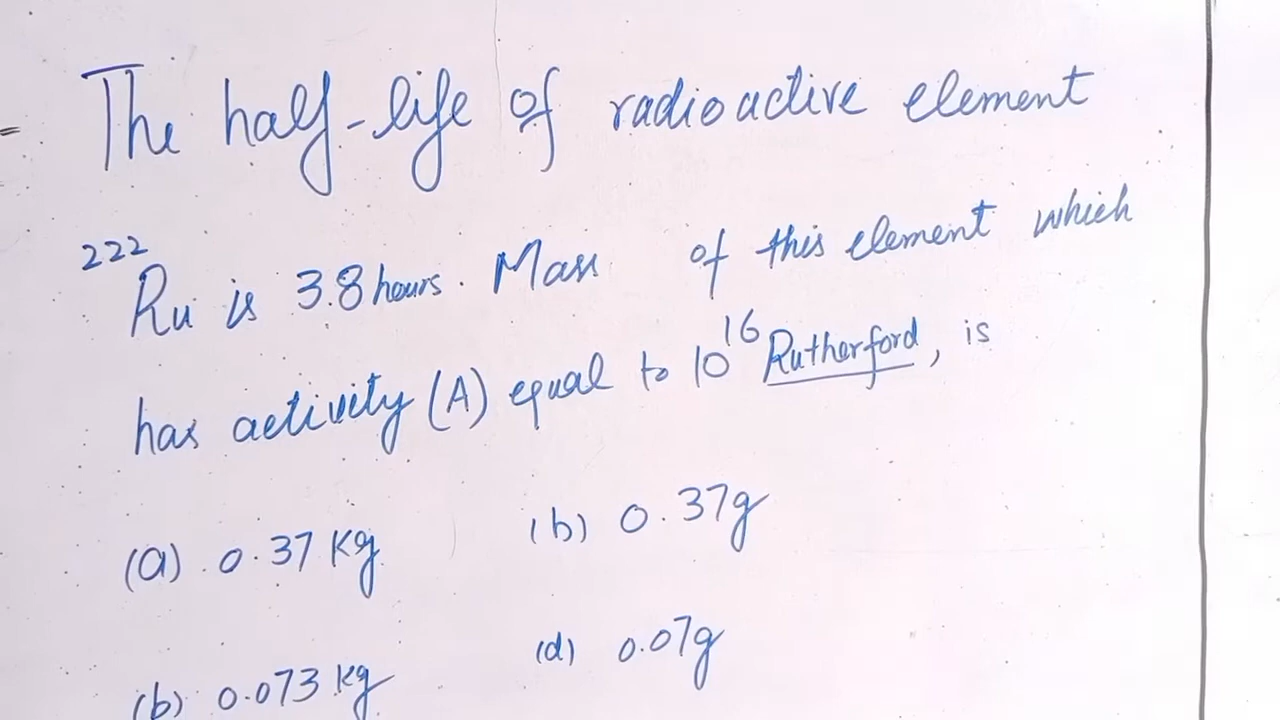 The half-life of radioactive element
222
Ru is 3.8 hours. Mass of this element which
has activity (A) equal to 10^16 Rutherford, is
(a) 0.37 Kg (b) 0.37g
(b) 0.073 kg (d) 0.07g